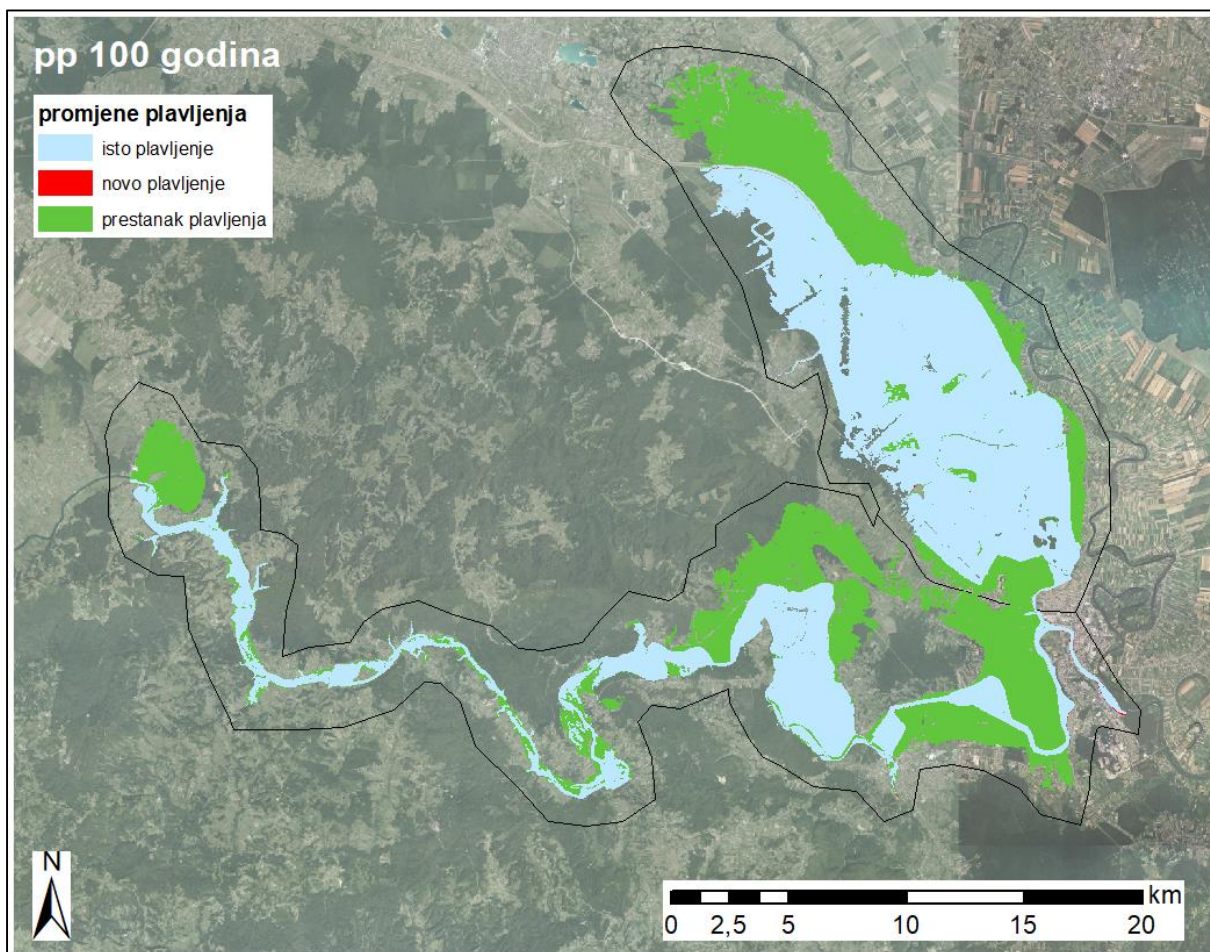 pp 100 godina
promjene plavljenja
isto plavljenje
novo plavljenje
prestanak plavljenja
N
km
0 2,5 5 10 15 20